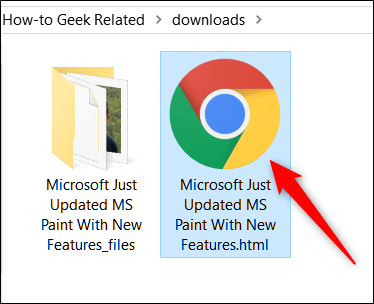 How-to Geek Related > downloads >
Microsoft Just
Updated MS
Paint With New
Features_files
Microsoft Just
Updated MS
Paint With New
Features.html